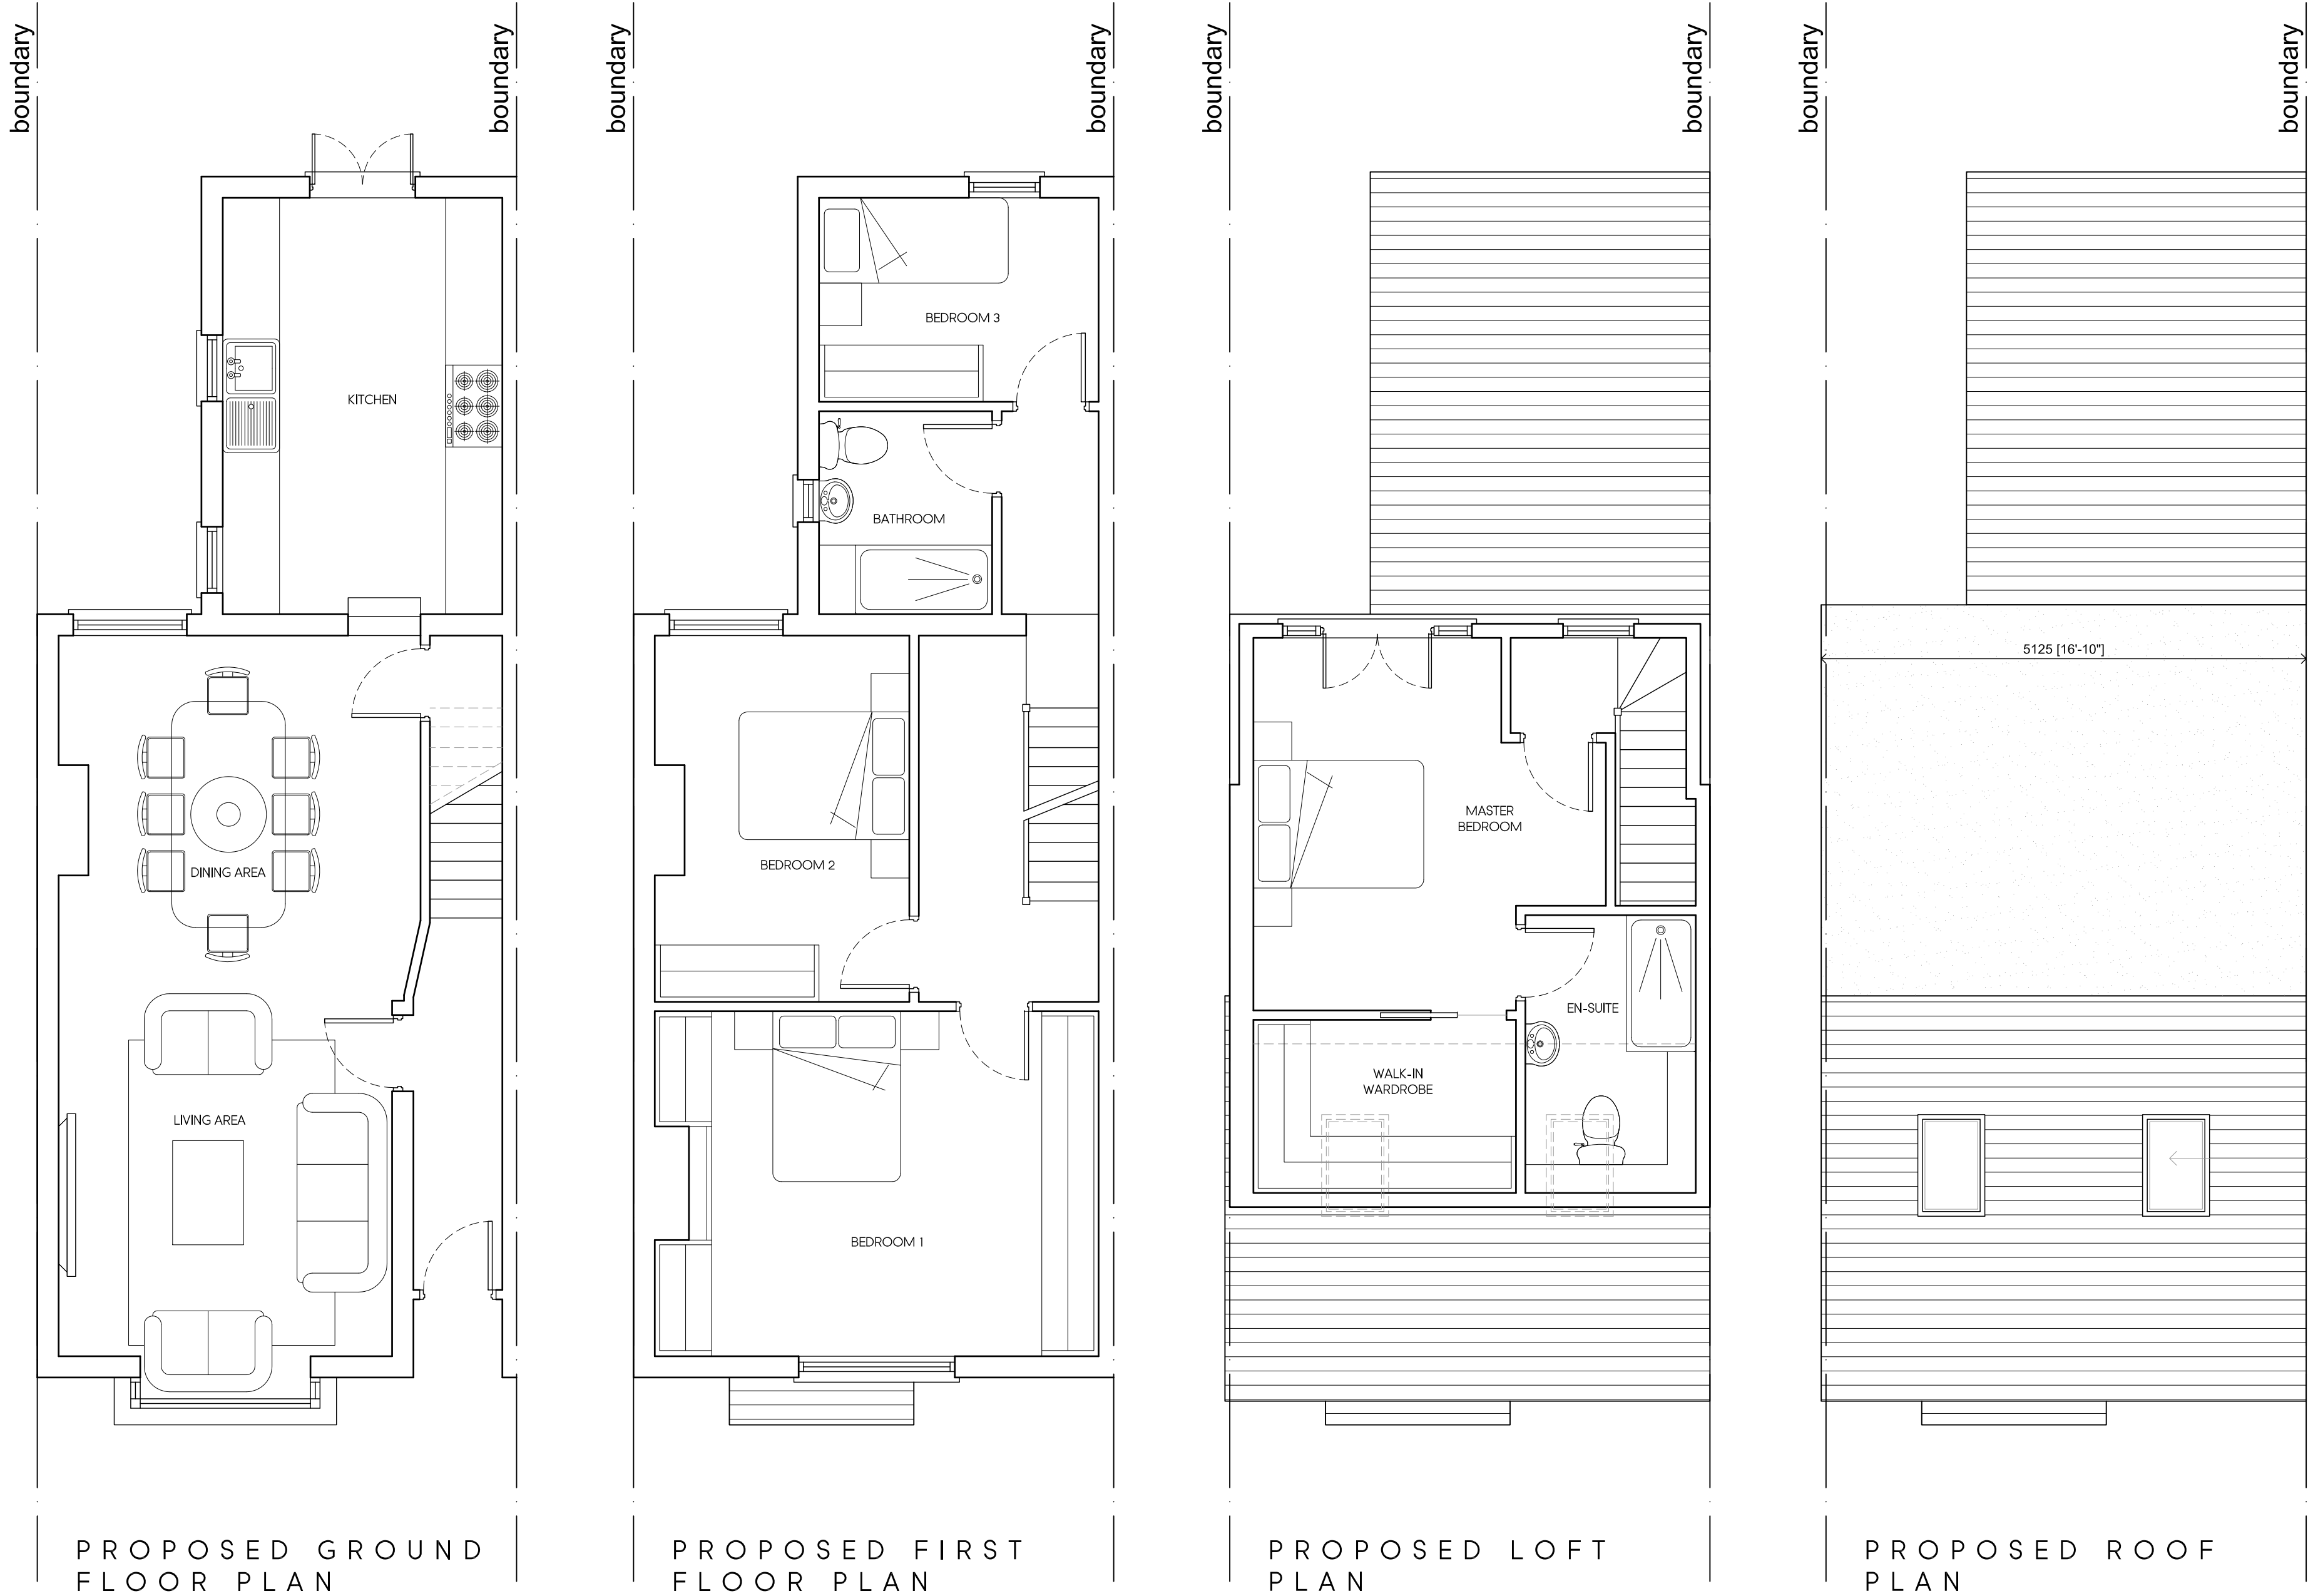 boundary
boundary
boundary
boundary
boundary
boundary
boundary
boundary
KITCHEN
DINING AREA
LIVING AREA
PROPOSED GROUND
FLOOR PLAN
BEDROOM 3
BATHROOM
BEDROOM 2
BEDROOM 1
PROPOSED FIRST
FLOOR PLAN
MASTER
BEDROOM
EN-SUITE
WALK-IN
WARDROBE
PROPOSED LOFT
PLAN
5125 [16'-10"]
PROPOSED ROOF
PLAN